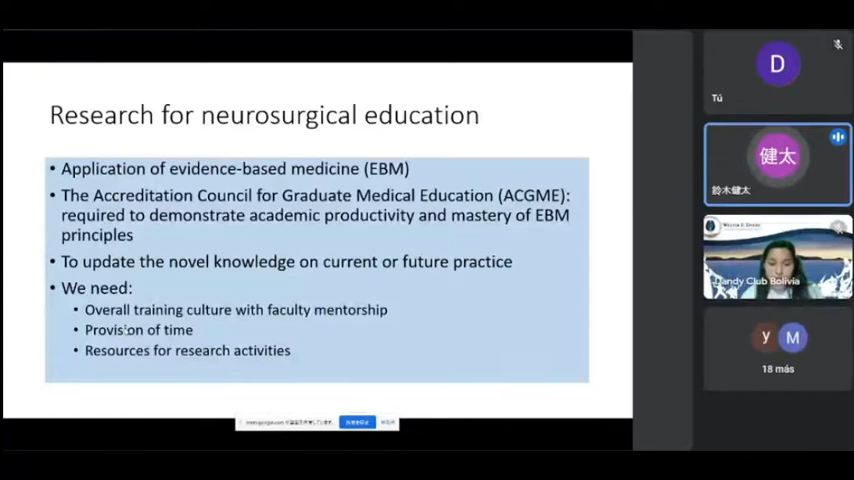 Research for neurosurgical education
• Application of evidence-based medicine (EBM)
• The Accreditation Council for Graduate Medical Education (ACGME):
required to demonstrate academic productivity and mastery of EBM
principles
• To update the novel knowledge on current or future practice
• We need:
• Overall training culture with faculty mentorship
• Provision of time
• Resources for research activities
D
Tú
健太
鈴木健太
Dandy Club Bolivia
y
M
18 más